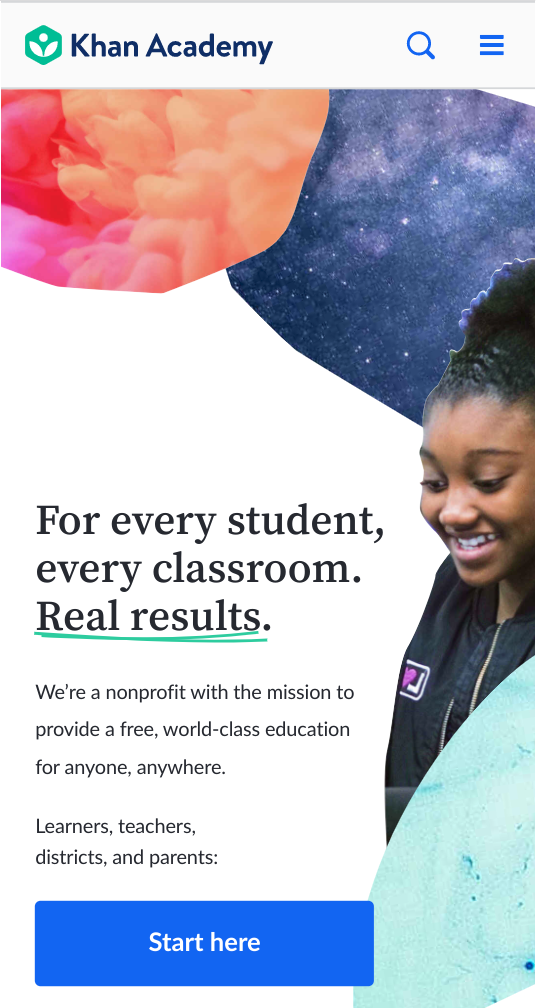 Khan Academy
For every student,
every classroom.
Real results.
We’re a nonprofit with the mission to
provide a free, world-class education
for anyone, anywhere.
Learners, teachers,
districts, and parents:
Start here